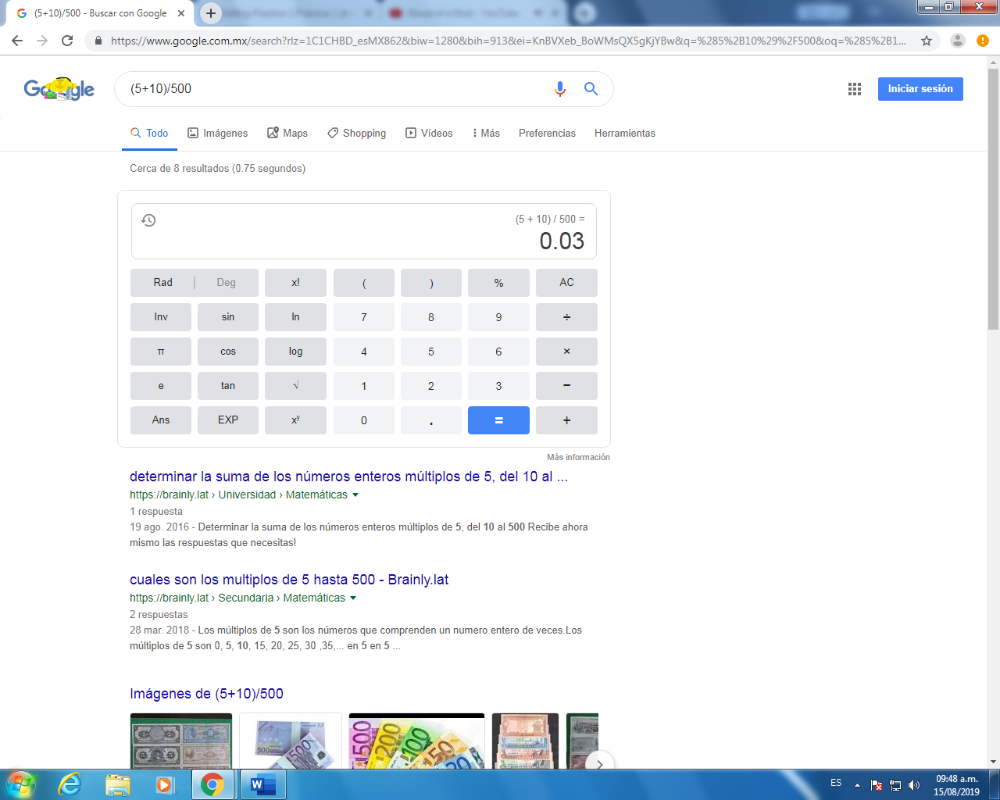 (5+10)/500 - Buscar con Google
https://www.google.com.mx/search?rlz=1C1CHBD_esMX862&biw=1280&bih=913&ei=KnBVXeb_BoWMsQX5gKjYBw&q=%285%2B10%29%2F500&oq=%285%2B1...
Google
(5+10)/500
Iniciar sesión
Todo Imágenes Maps Shopping Vídeos Más Preferencias Herramientas
Cerca de 8 resultados (0.75 segundos)
(5 + 10) / 500 =
0.03
Rad | Deg x! ( ) % AC
Inv sin ln 7 8 9 ÷
π cos log 4 5 6 ×
e tan √ 1 2 3 −
Ans EXP xʸ 0 . = +
Más información
determinar la suma de los números enteros múltiplos de 5, del 10 al ...
https://brainly.lat › Universidad › Matemáticas
1 respuesta
19 ago. 2016 - Determinar la suma de los números enteros múltiplos de 5, del 10 al 500 Recibe ahora
mismo las respuestas que necesitas!
cuales son los multiplos de 5 hasta 500 - Brainly.lat
https://brainly.lat › Secundaria › Matemáticas
2 respuestas
28 mar. 2018 - Los múltiplos de 5 son los números que comprenden un numero entero de veces.Los
múltiplos de 5 son 0, 5, 10, 15, 20, 25, 30 ,35,... en 5 en 5 ...
Imágenes de (5+10)/500
500 500 500 200 100 50 20
ES
09:48 a.m.
15/08/2019